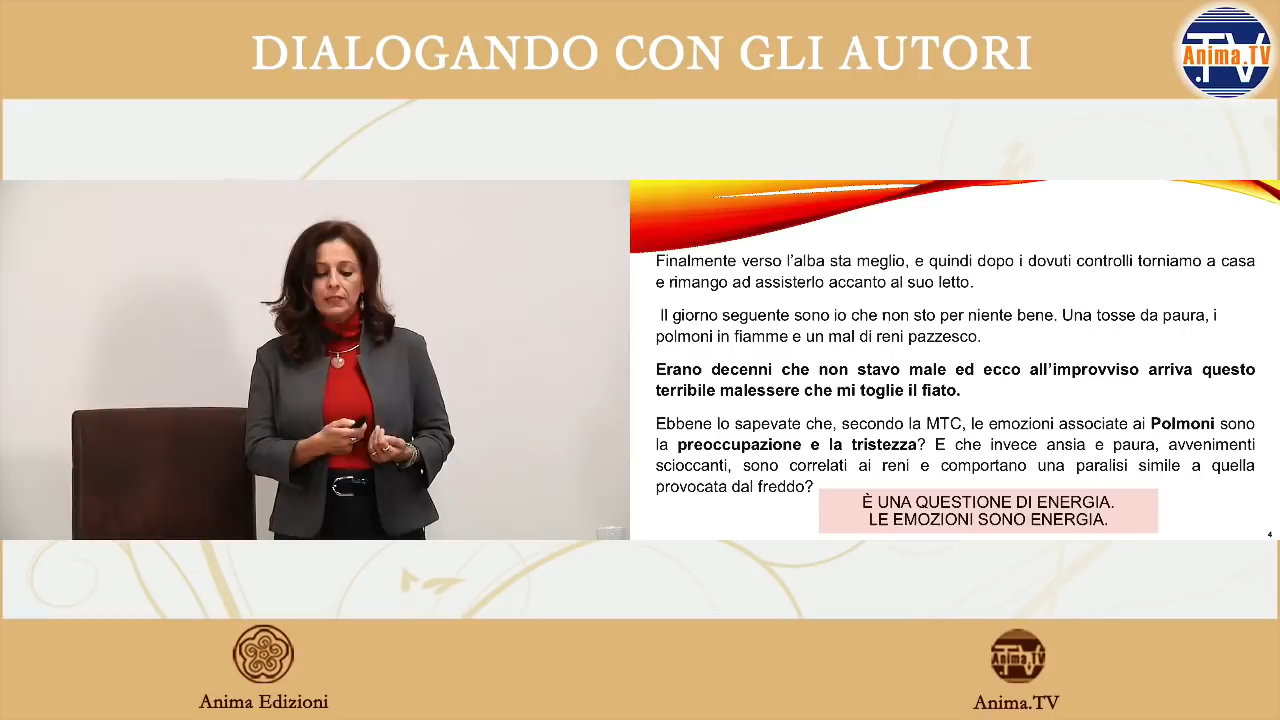 DIALOGANDO CON GLI AUTORI
TV
Anima.TV
Finalmente verso l'alba sta meglio, e quindi dopo i dovuti controlli torniamo a casa
e rimango ad assisterlo accanto al suo letto.
Il giorno seguente sono io che non sto per niente bene. Una tosse da paura, i
polmoni in fiamme e un mal di reni pazzesco.
Erano decenni che non stavo male ed ecco all'improvviso arriva questo
terribile malessere che mi toglie il fiato.
Ebbene lo sapevate che, secondo la MTC, le emozioni associate ai Polmoni sono
la preoccupazione e la tristezza? E che invece ansia e paura, avvenimenti
scioccanti, sono correlati ai reni e comportano una paralisi simile a quella
provocata dal freddo?
È UNA QUESTIONE DI ENERGIA.
LE EMOZIONI SONO ENERGIA.
4
Anima Edizioni
Anima.TV
Anima.TV